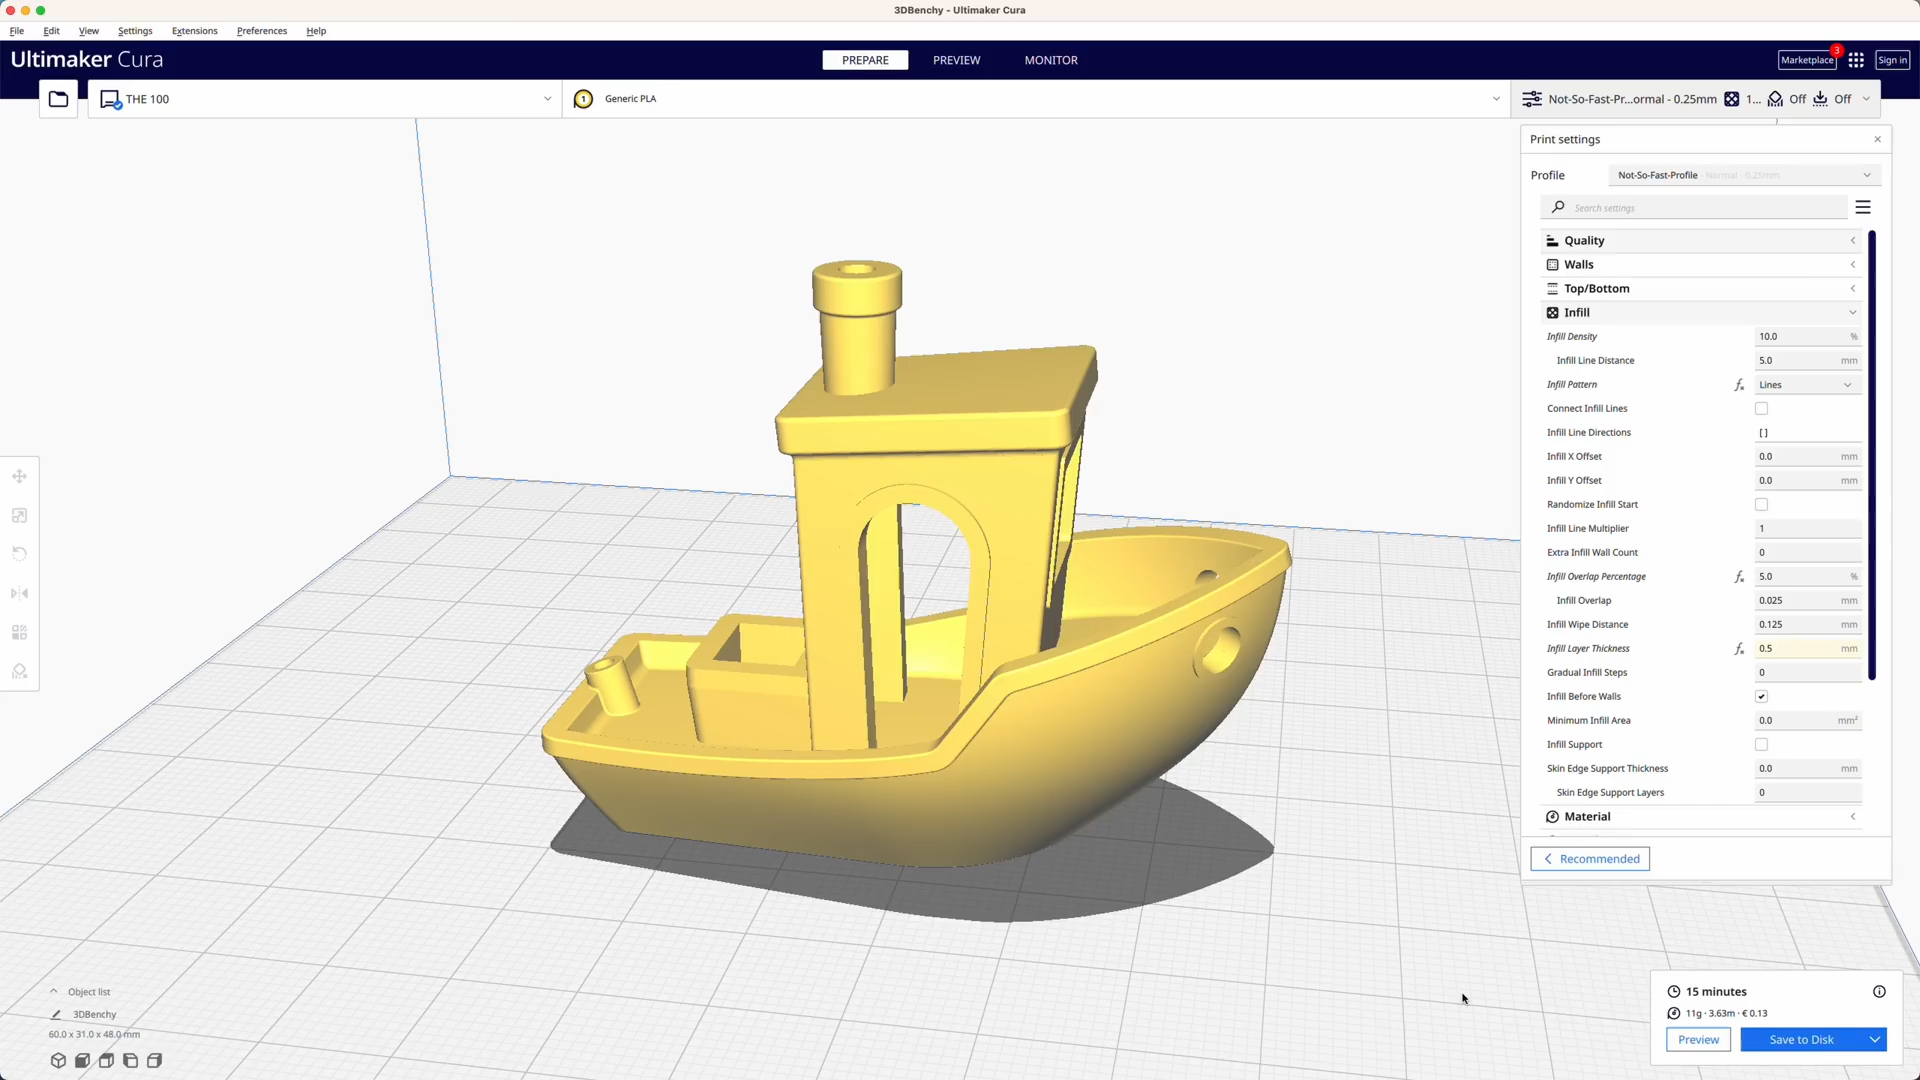 3DBenchy - Ultimaker Cura
File Edit View Settings Extensions Preferences Help
Ultimaker Cura
PREPARE PREVIEW MONITOR
Marketplace 3 Sign in
THE 100
1 Generic PLA
Not-So-Fast-Pr...ormal - 0.25mm 1... Off Off
Print settings
Profile Not-So-Fast-Profile - Normal - 0.25mm
Search settings
Quality
Walls
Top/Bottom
Infill
Infill Density 10.0 %
Infill Line Distance 5.0 mm
Infill Pattern Lines
Connect Infill Lines
Infill Line Directions []
Infill X Offset 0.0 mm
Infill Y Offset 0.0 mm
Randomize Infill Start
Infill Line Multiplier 1
Extra Infill Wall Count 0
Infill Overlap Percentage 5.0 %
Infill Overlap 0.025 mm
Infill Wipe Distance 0.125 mm
Infill Layer Thickness 0.5 mm
Gradual Infill Steps 0
Infill Before Walls
Minimum Infill Area 0.0 mm²
Infill Support
Skin Edge Support Thickness 0.0 mm
Skin Edge Support Layers 0
Material
Recommended
Object list
3DBenchy
60.0 x 31.0 x 48.0 mm
15 minutes
11g · 3.63m · € 0.13
Preview Save to Disk